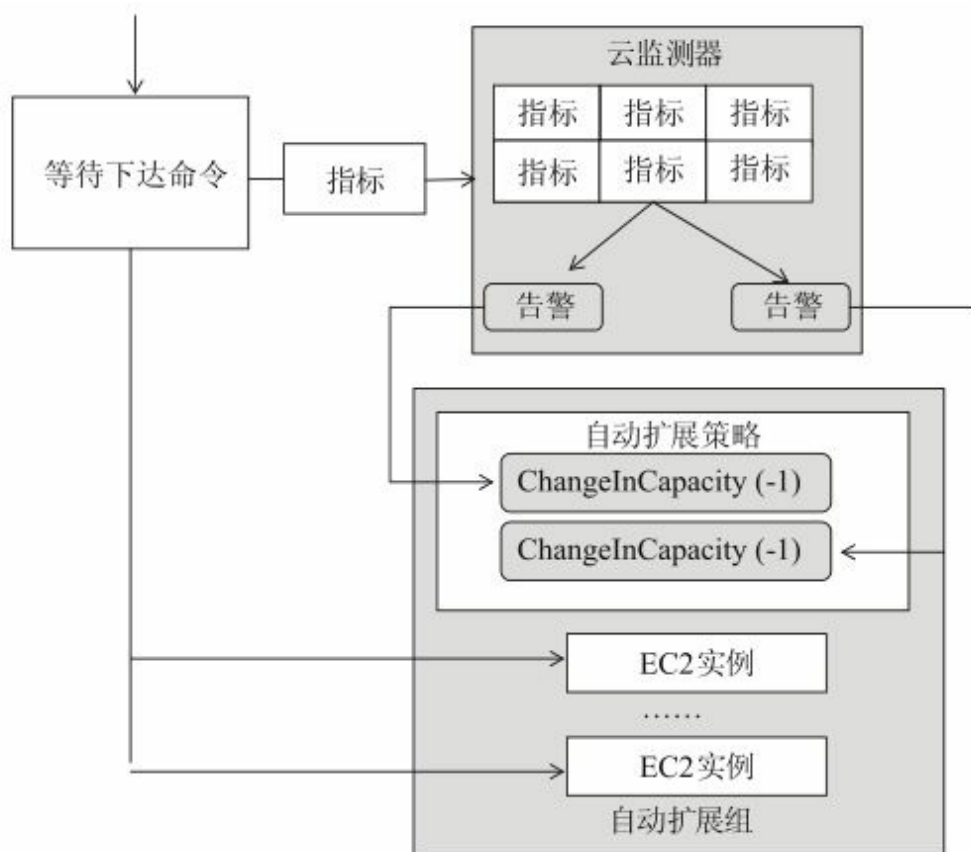 云监测器
指标 指标 指标
等待下达命令 指标 指标 指标 指标
告警 告警
自动扩展策略
ChangeInCapacity (-1)
ChangeInCapacity (-1)
EC2实例
……
EC2实例
自动扩展组